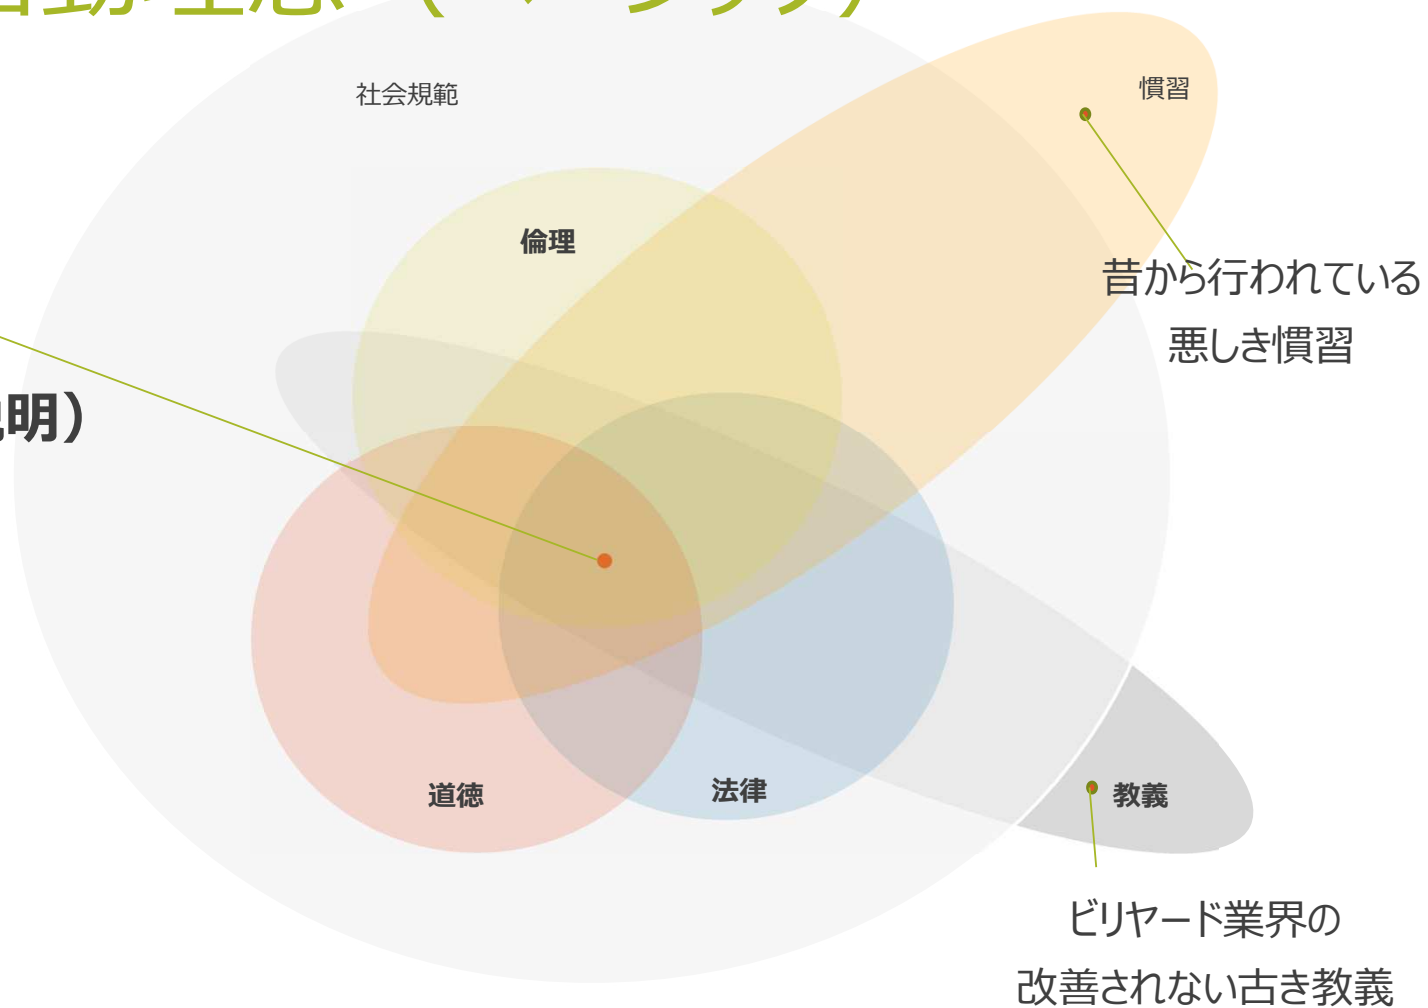 社会規範
慣習
倫理
昔から行われている
悪しき慣習
明）
道徳
法律
教義
ビリヤード業界の
改善されない古き教義